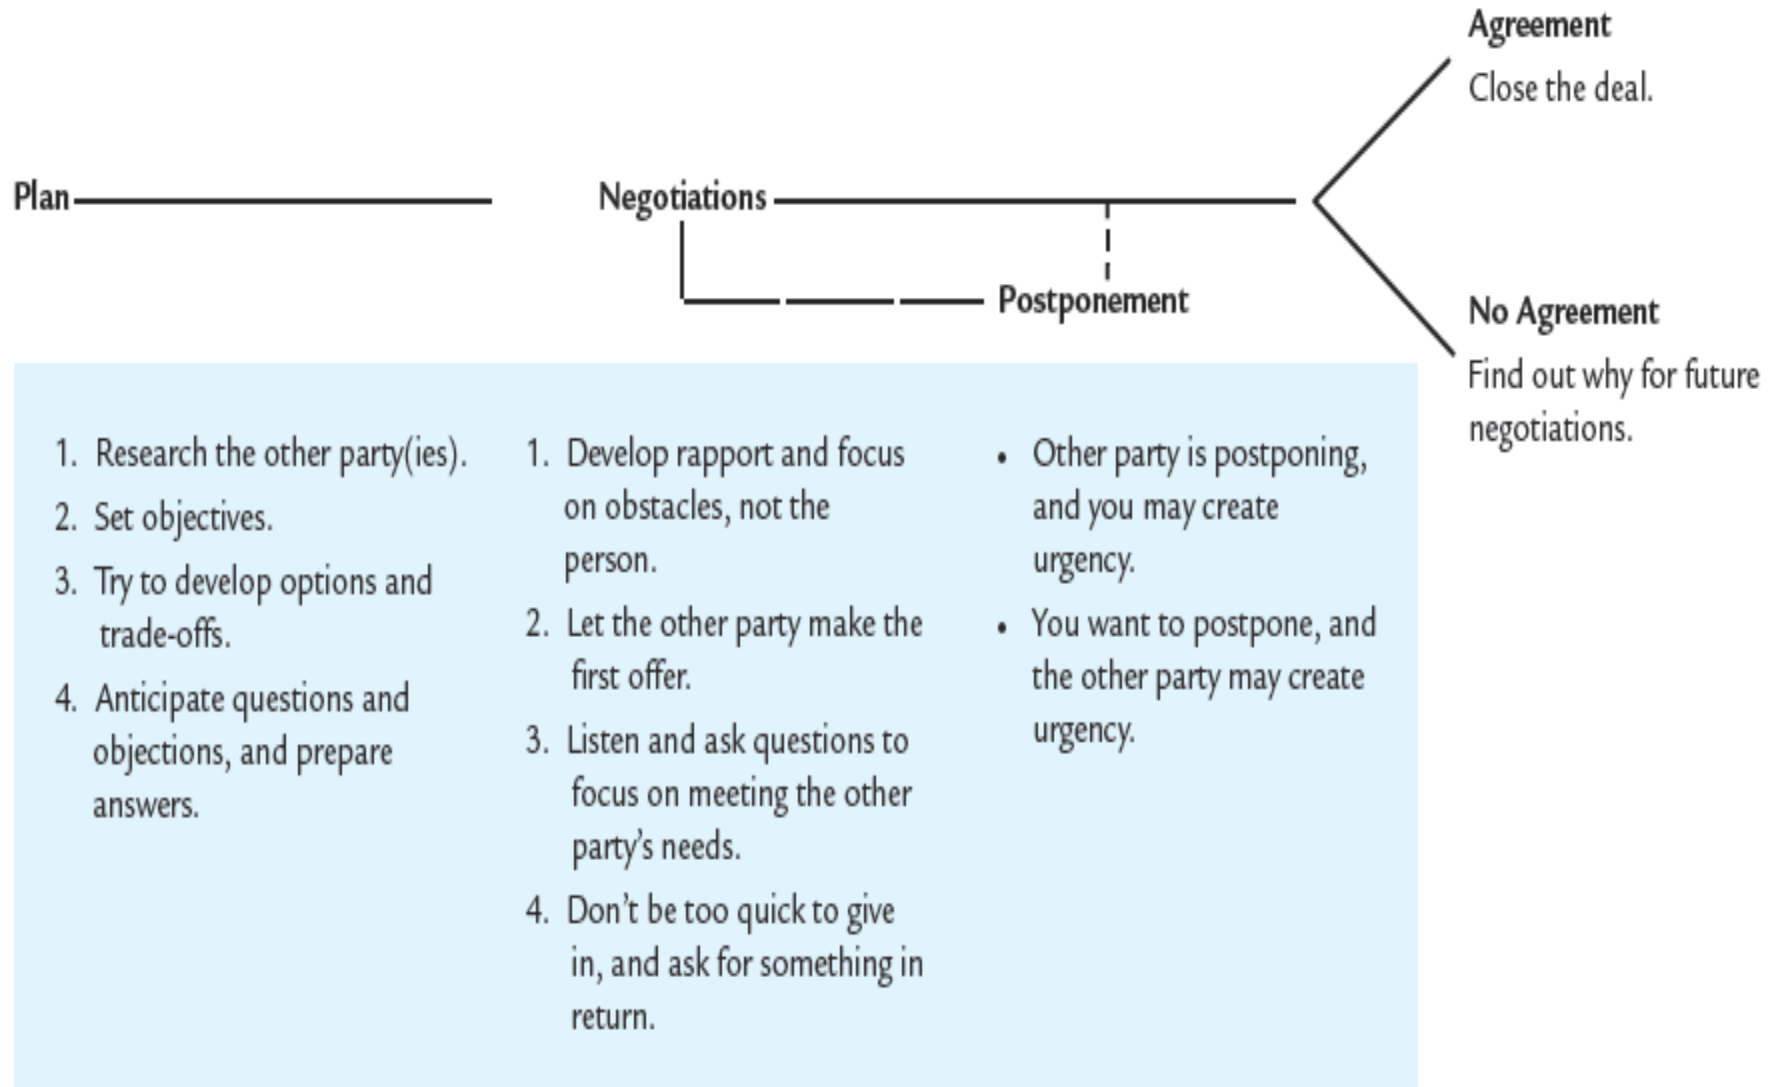 Agreement
Close the deal.
Plan
Negotiations
Postponement
No Agreement
Find out why for future
negotiations.
1. Research the other party(ies).
2. Set objectives.
3. Try to develop options and
trade-offs.
4. Anticipate questions and
objections, and prepare
answers.
1. Develop rapport and focus
on obstacles, not the
person.
2. Let the other party make the
first offer.
3. Listen and ask questions to
focus on meeting the other
party's needs.
4. Don't be too quick to give
in, and ask for something in
return.
• Other party is postponing,
and you may create
urgency.
• You want to postpone, and
the other party may create
urgency.